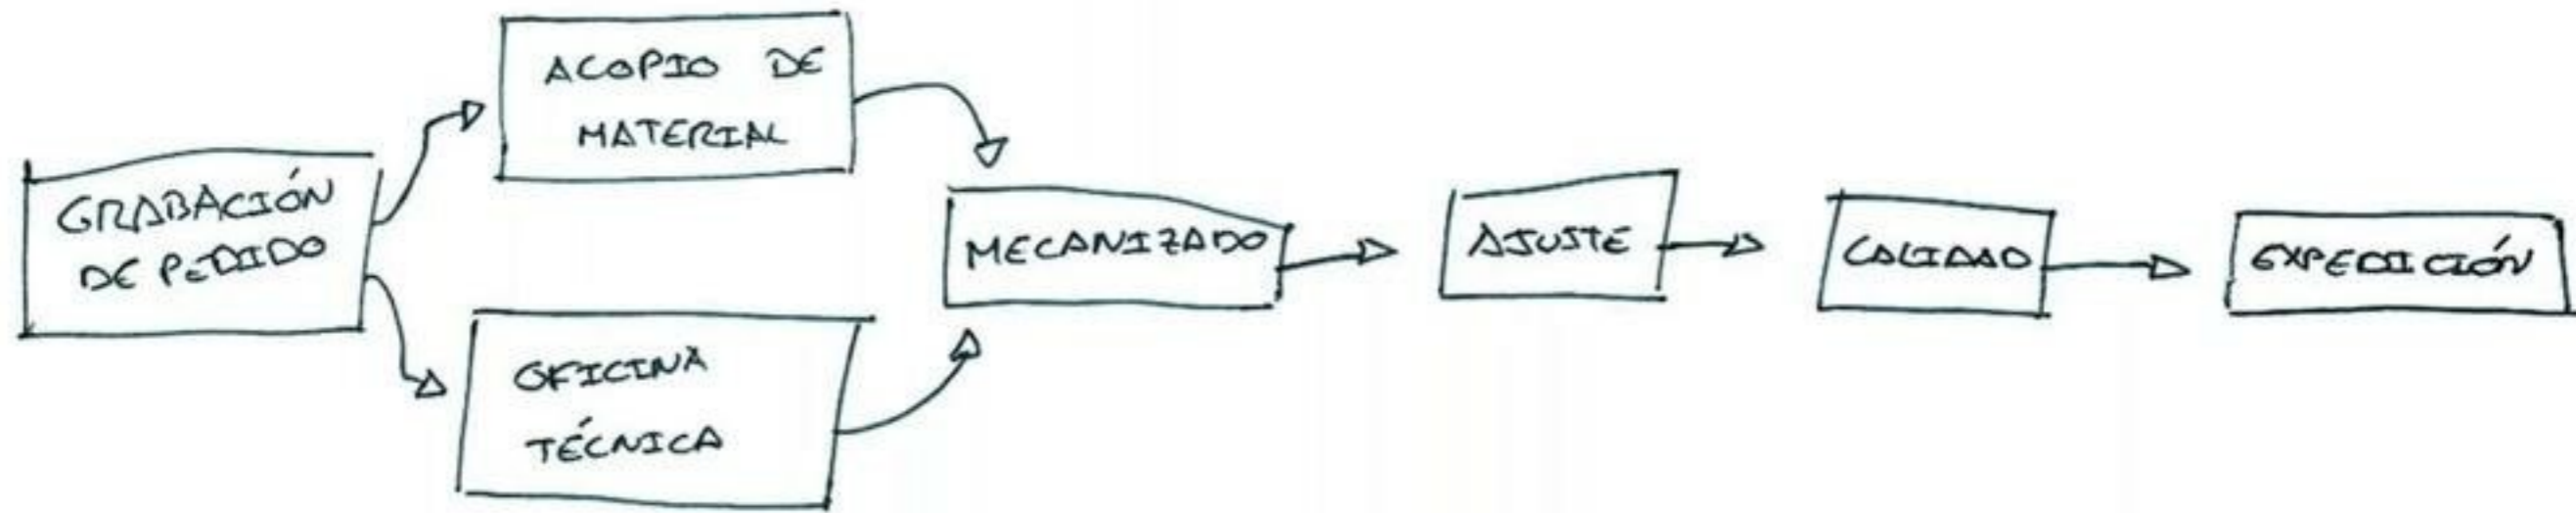 GRABACIÓN
DE PEDIDO
ACOPIO DE
MATERIAL
OFICINA
TÉCNICA
MECANIZADO
AJUSTE
CALIDAD
EXPEDICIÓN